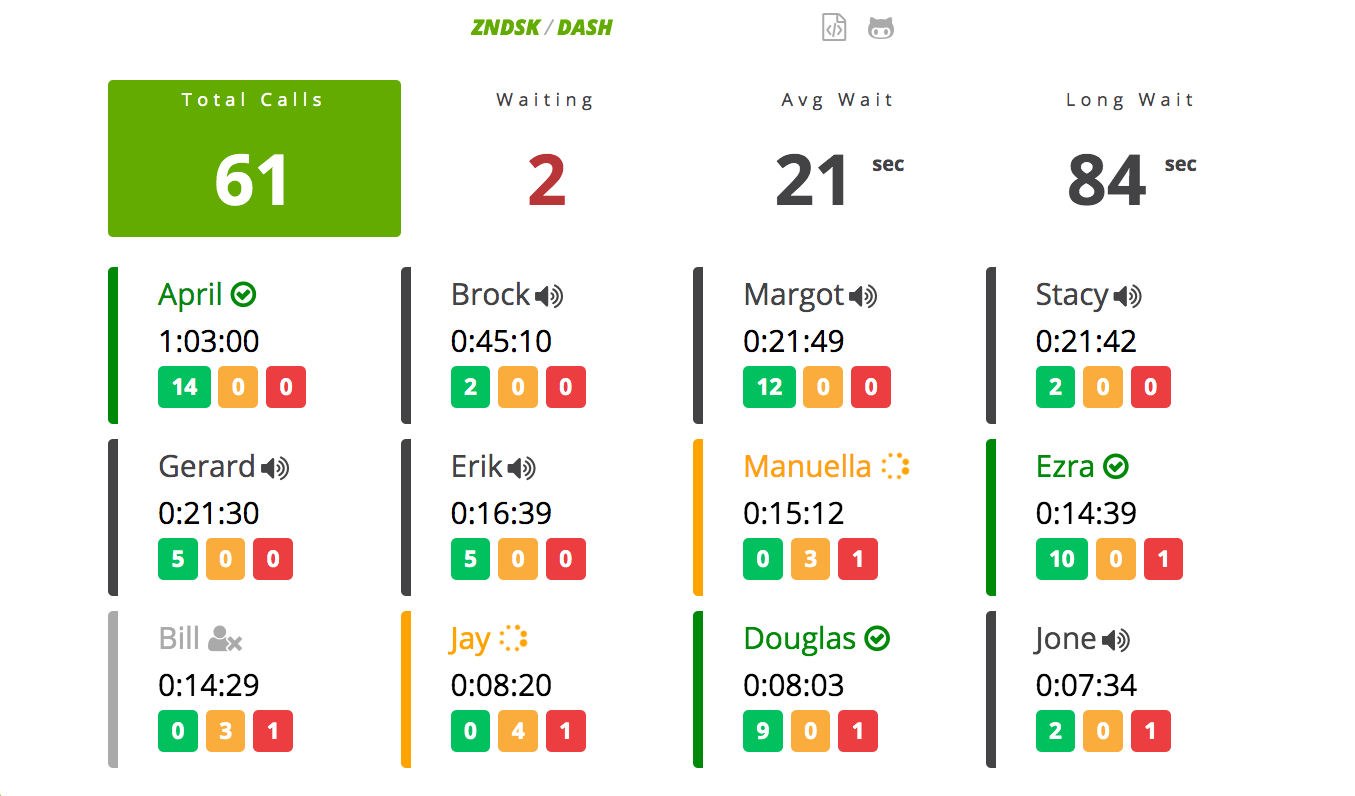 ZNDSK / DASH
Total Calls
61
Waiting
2
Avg Wait
21 sec
Long Wait
84 sec
April
1:03:00
14 0 0
Brock
0:45:10
2 0 0
Margot
0:21:49
12 0 0
Stacy
0:21:42
2 0 0
Gerard
0:21:30
5 0 0
Erik
0:16:39
5 0 0
Manuella
0:15:12
0 3 1
Ezra
0:14:39
10 0 1
Bill
0:14:29
0 3 1
Jay
0:08:20
0 4 1
Douglas
0:08:03
9 0 1
Jone
0:07:34
2 0 1